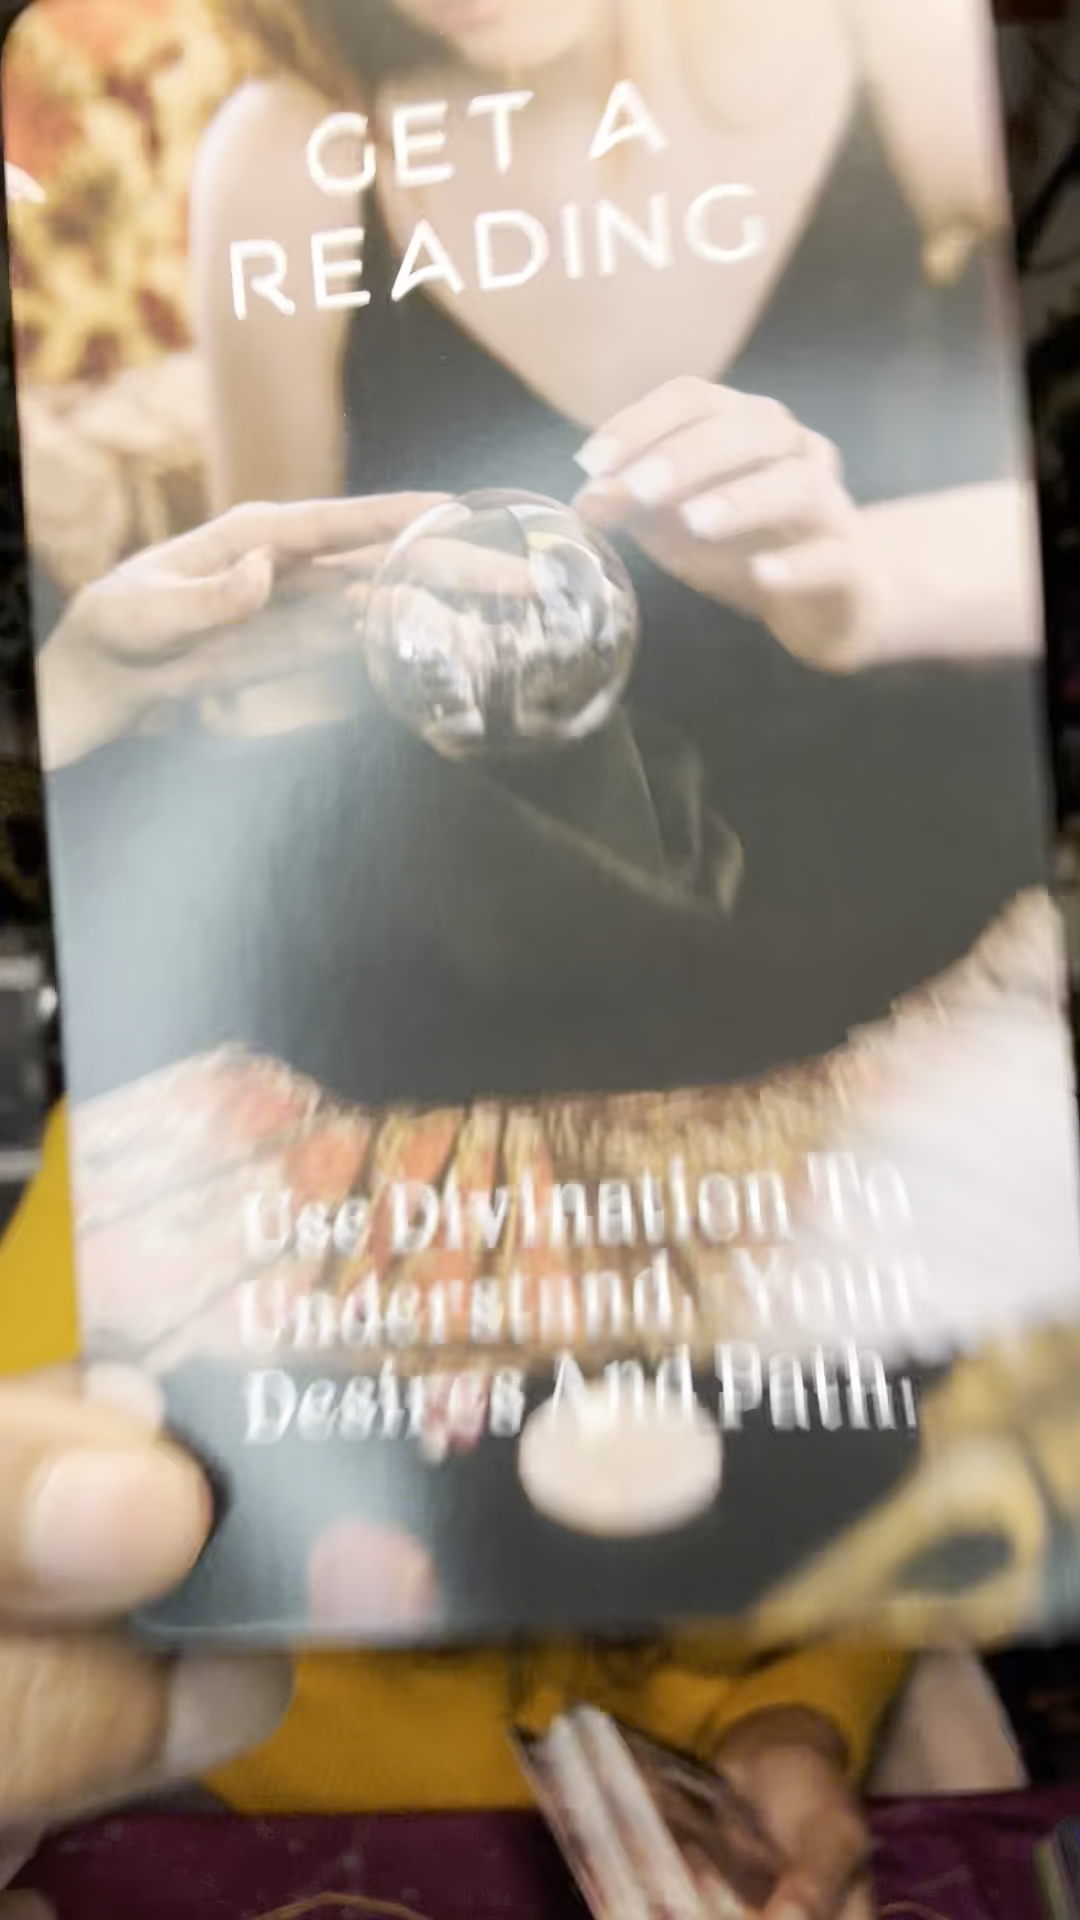 GET A
READING
Use Divination To
Understand Your
Desires And Path.